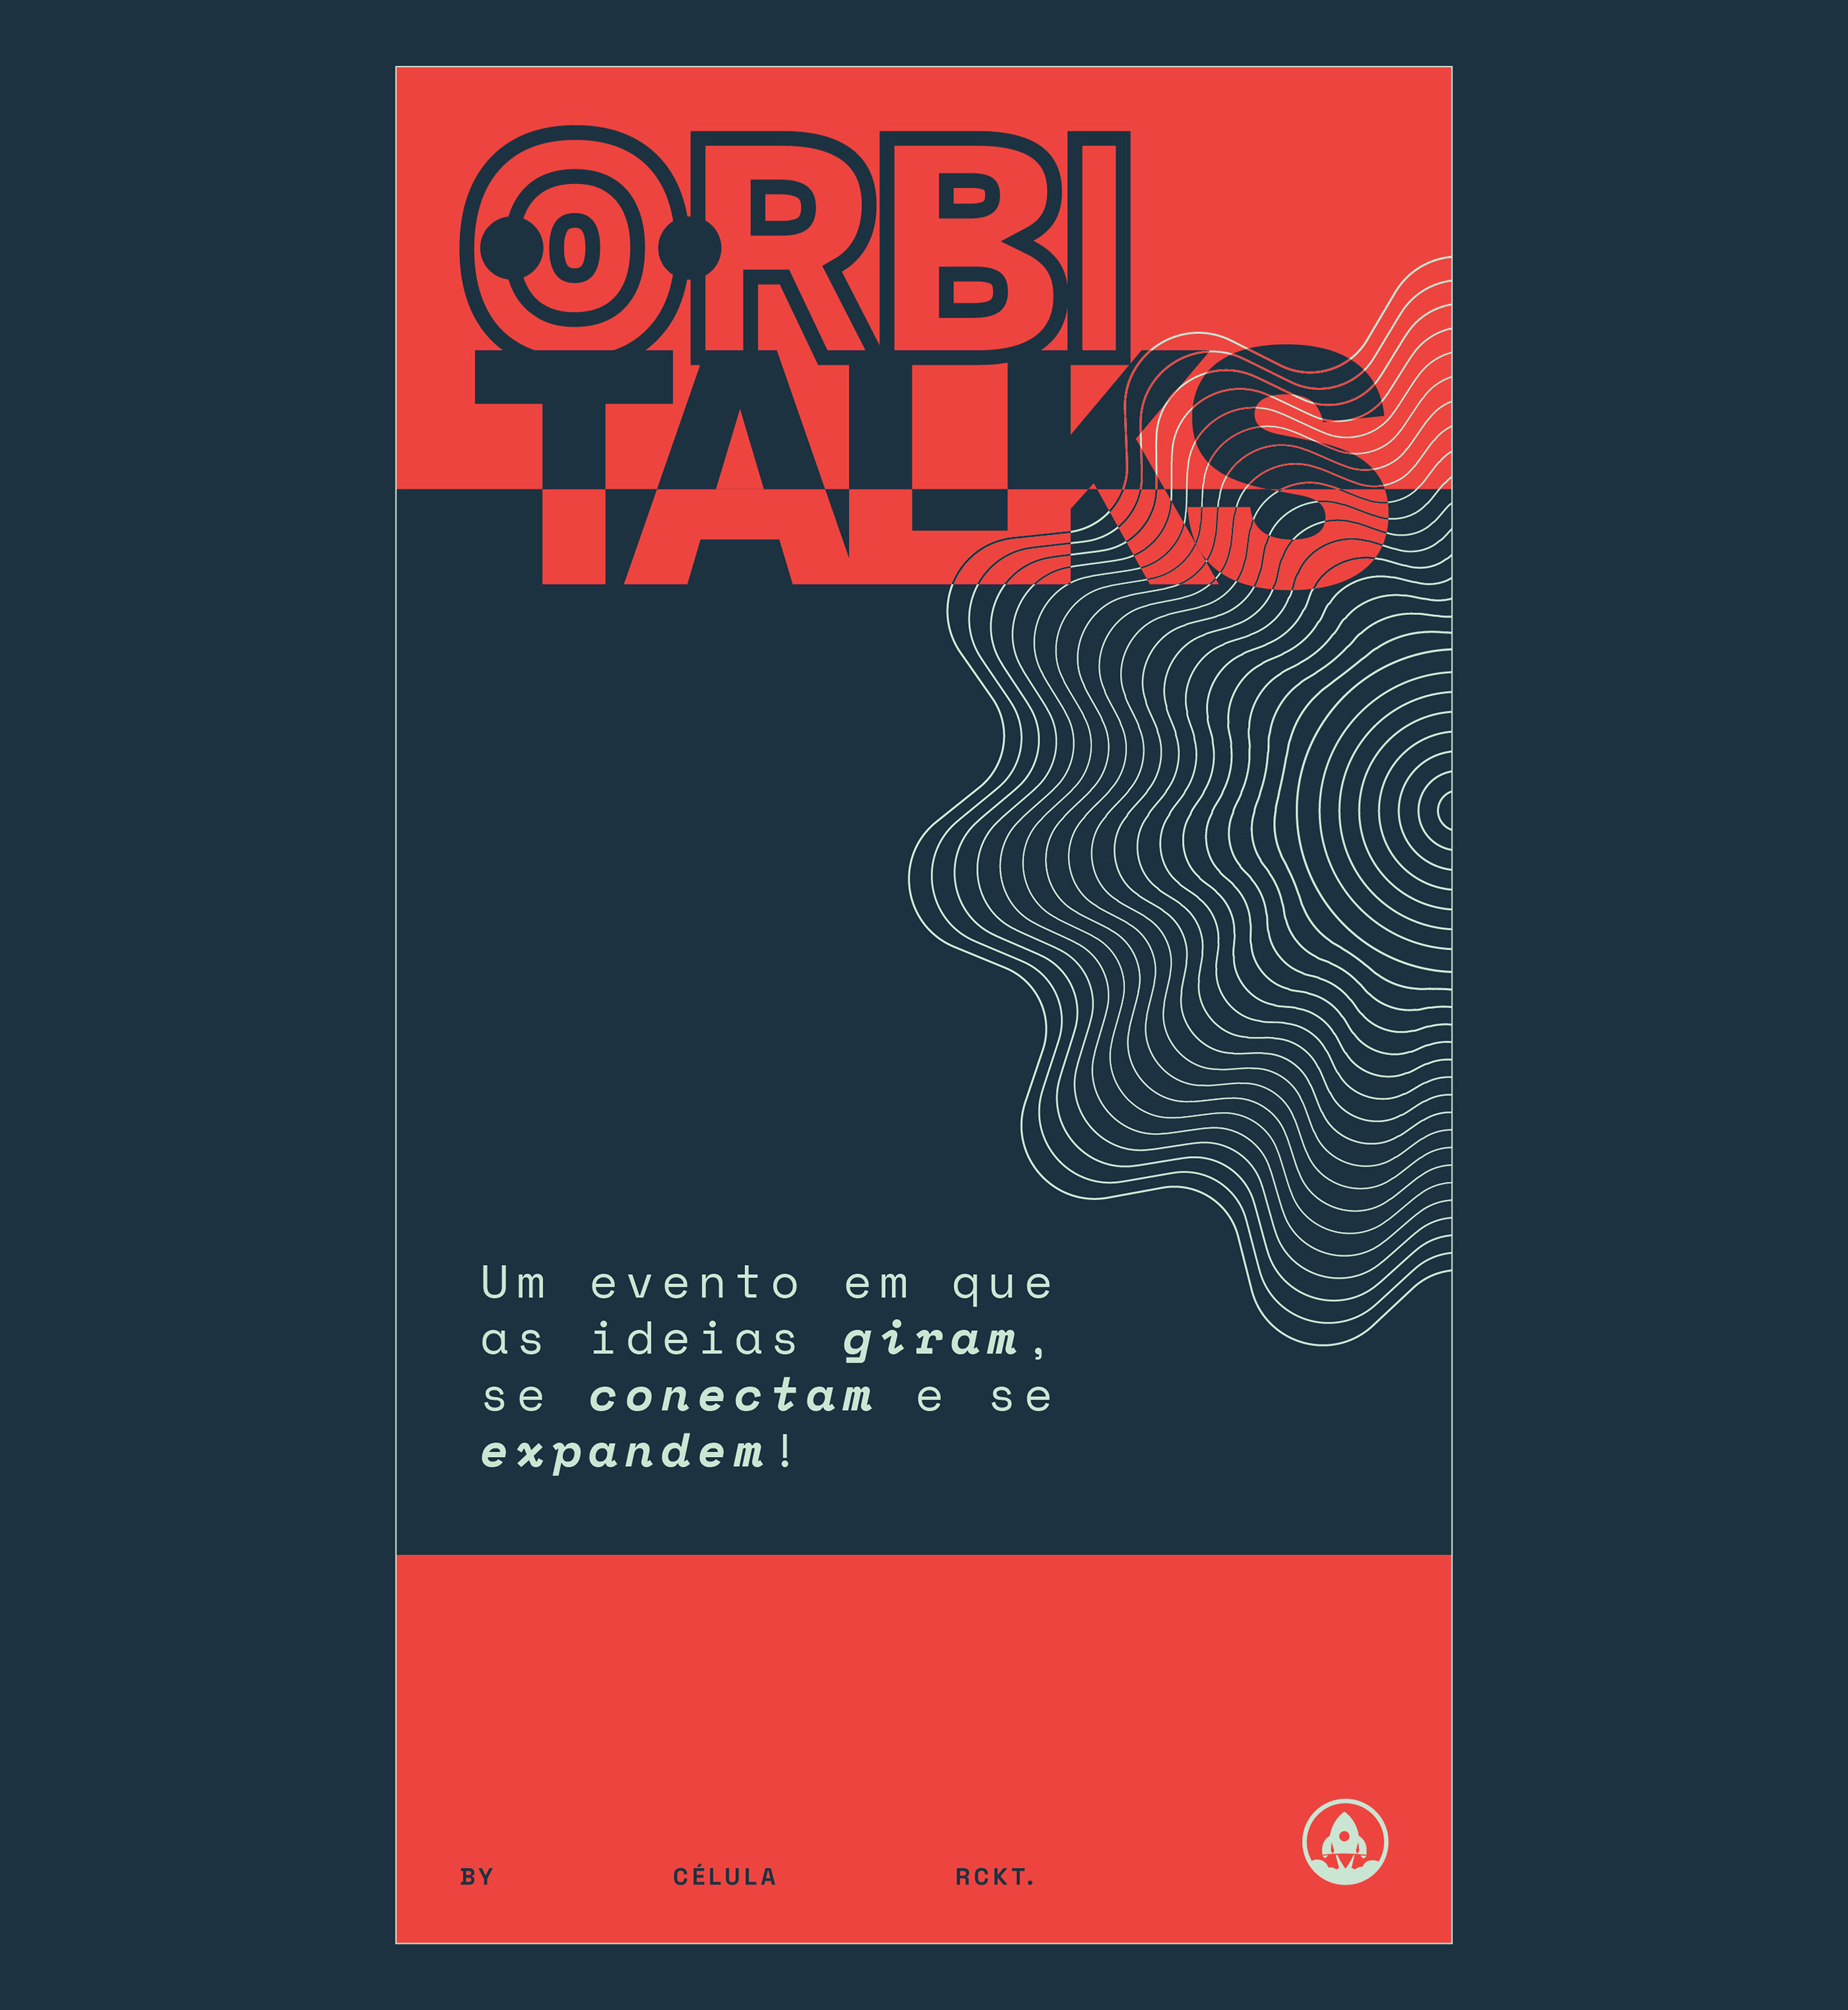 ORBI
TALKS
Um evento em que
as ideias giram,
se conectam e se
expandem!
BY CÉLULA RCKT.